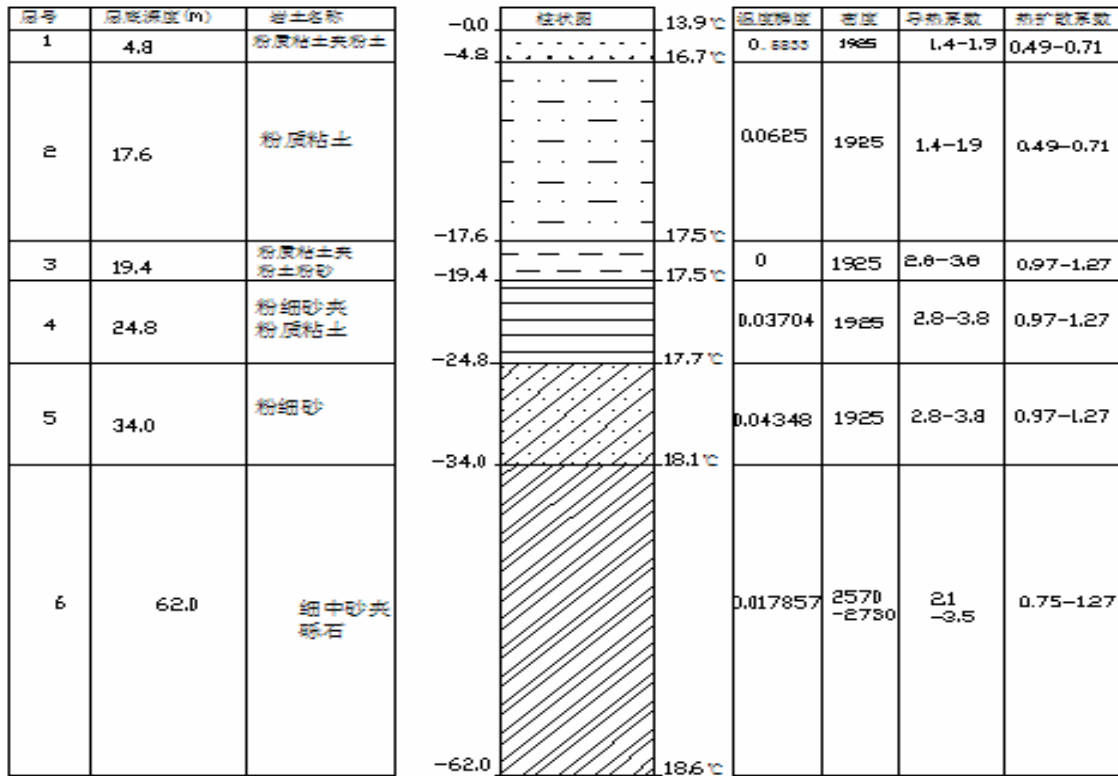 层号 层底深度(M) 岩土名称 柱状图 温度梯度 密度 导热系数 热扩散系数
-0.0 13.9℃
1 4.8 粉质粘土夹粉土 1925 1.4-1.9 0.49-0.71
-4.8 16.7℃
2 17.6 粉质粘土 0.0625 1925 1.4-1.9 0.49-0.71
-17.6 17.5℃
3 19.4 粉质粘土夹 0 1925 2.8-3.8 0.97-1.27
粉土粉砂
-19.4 17.5℃
4 24.8 粉细砂夹 0.03704 1925 2.8-3.8 0.97-1.27
粉质粘土
-24.8 17.7℃
5 34.0 粉细砂 0.04348 1925 2.8-3.8 0.97-1.27
-34.0 18.1℃
6 62.0 细中砂夹 0.017857 2570 2.1 0.75-1.27
砾石 -2730 -3.5
-62.0 18.6℃